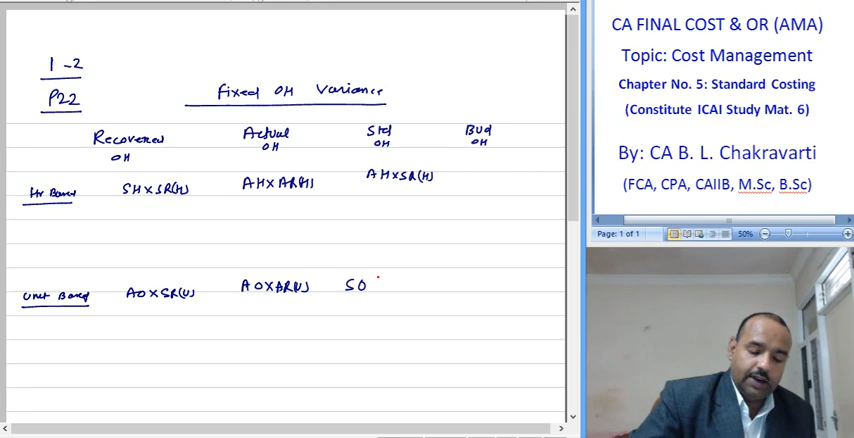 1-2
P22
Fixed OH Variance
Recovered OH
Actual OH
Std OH
Bud OH
Hr Based
SH X SR(H)
AH X AR(H)
AH X SR(H)
Unit Based
AO X SR(U)
AO X AR(U)
SO
CA FINAL COST & OR (AMA)
Topic: Cost Management
Chapter No. 5: Standard Costing
(Constitute ICAI Study Mat. 6)
By: CA B. L. Chakravarti
(FCA, CPA, CAIIB, M.Sc, B.Sc)
Page: 1 of 1
50%